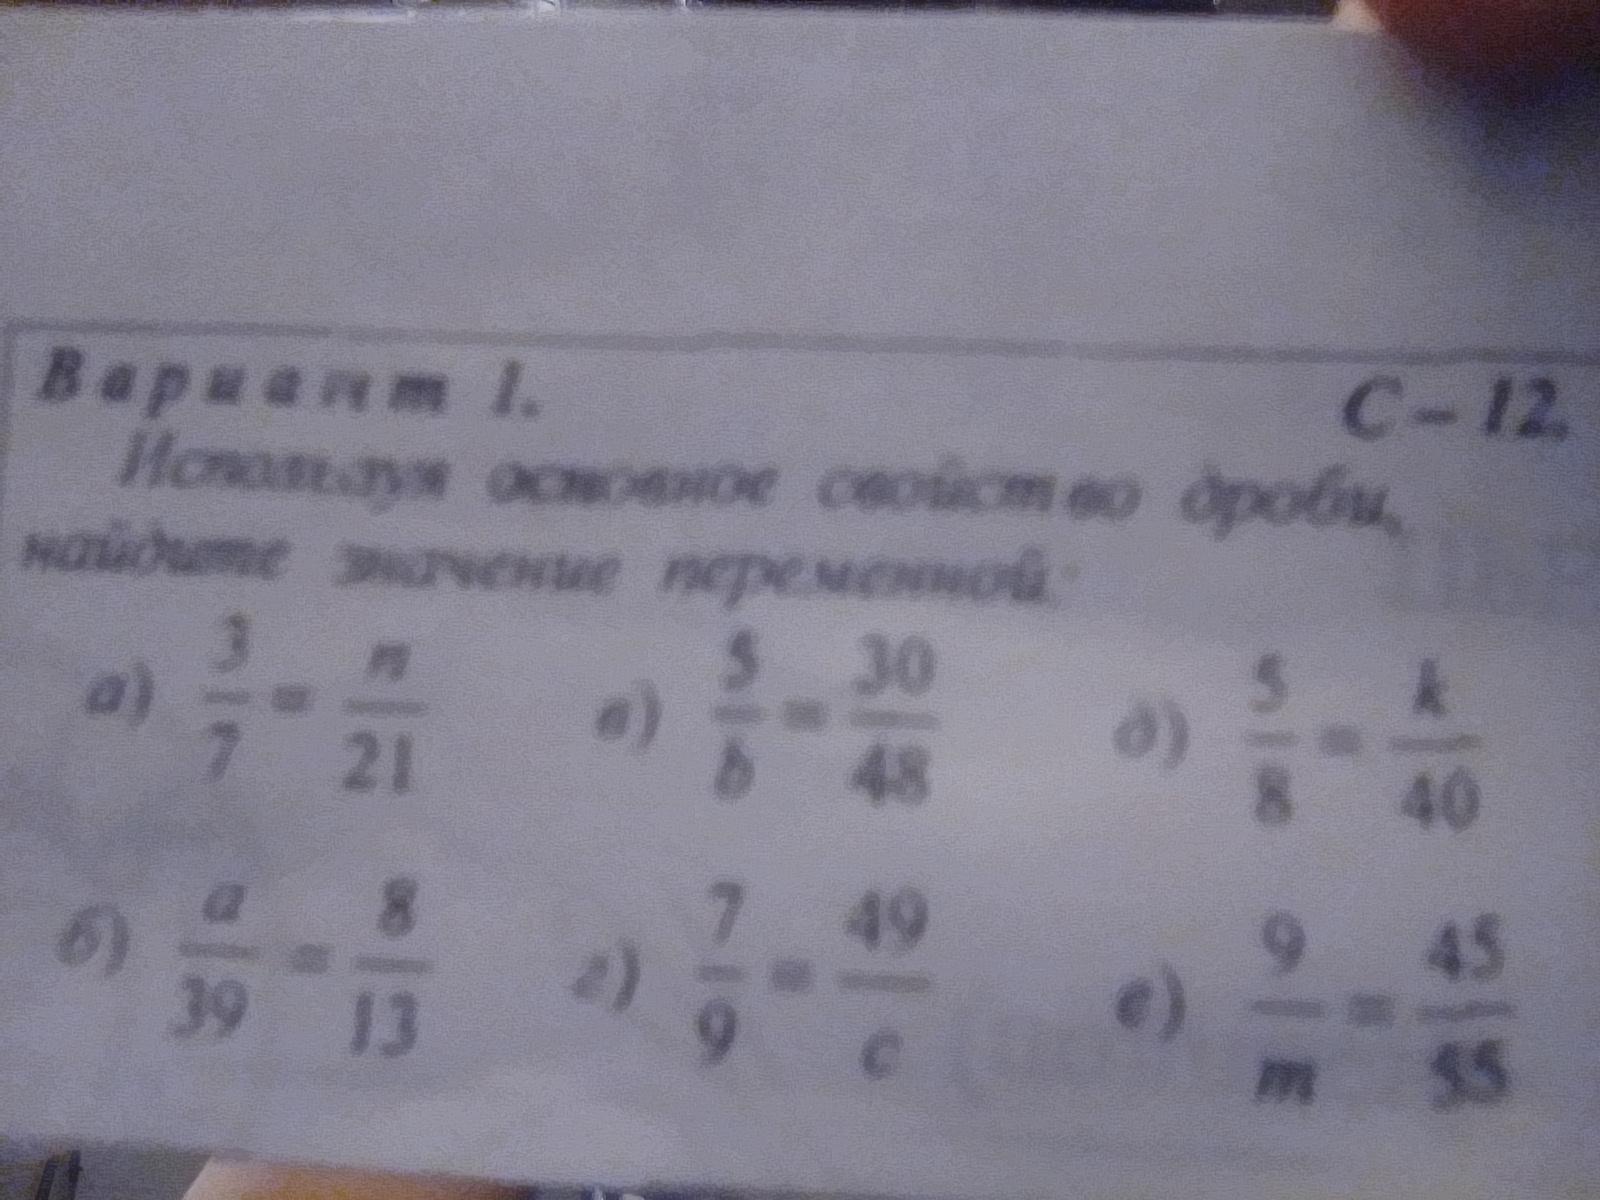 Вариант 1. С – 12.
Используя основное свойство дроби,
найдите значение переменной:
а) 3/7 = n/21 в) 5/b = 30/48 д) 5/8 = k/40
б) a/39 = 8/13 г) 7/9 = 49/c е) 9/m = 45/55